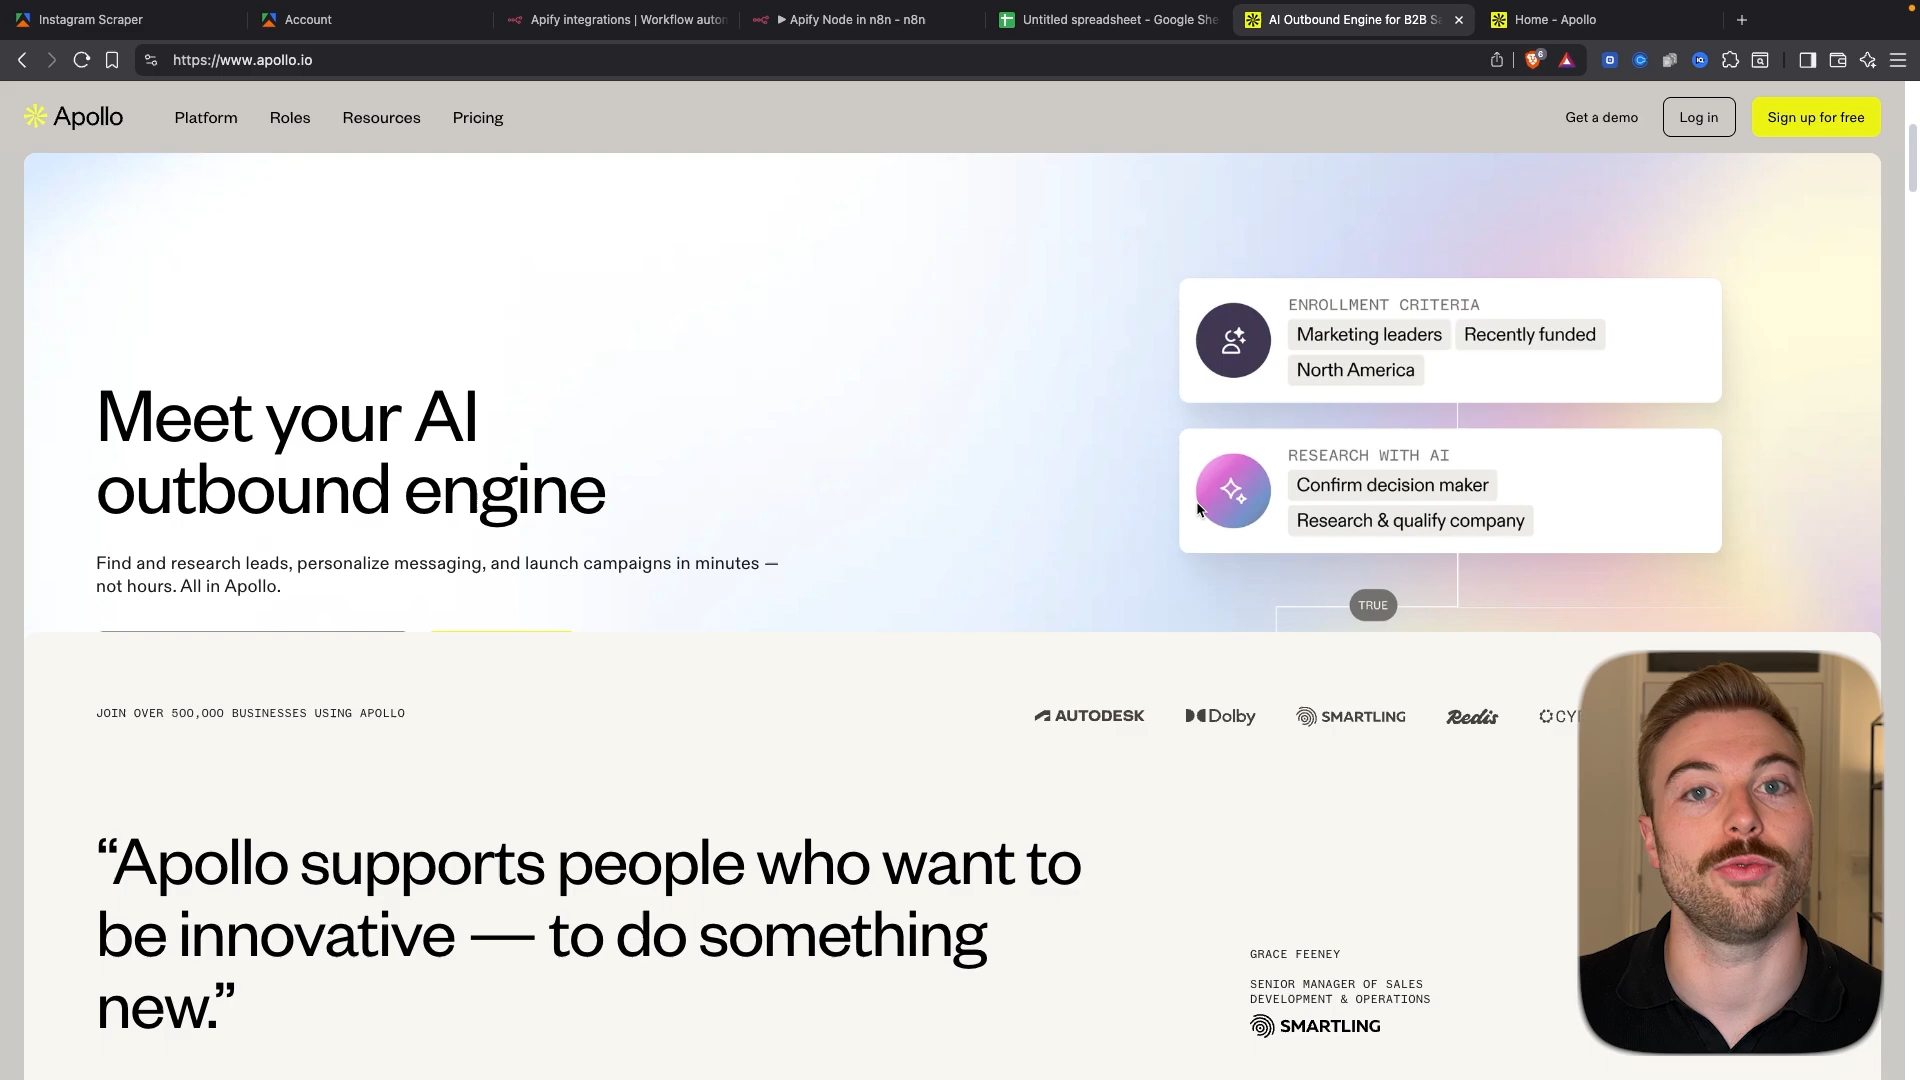 Instagram Scraper
Account
Apify integrations | Workflow auton
▶ Apify Node in n8n - n8n
Untitled spreadsheet - Google She
AI Outbound Engine for B2B Sa
Home - Apollo
https://www.apollo.io
6
Apollo
Platform
Roles
Resources
Pricing
Get a demo
Log in
Sign up for free
ENROLLMENT CRITERIA
Marketing leaders
Recently funded
North America
RESEARCH WITH AI
Confirm decision maker
Research & qualify company
TRUE
Meet your AI
outbound engine
Find and research leads, personalize messaging, and launch campaigns in minutes —
not hours. All in Apollo.
JOIN OVER 500,000 BUSINESSES USING APOLLO
AUTODESK
Dolby
SMARTLING
Redis
CY
“Apollo supports people who want to
be innovative — to do something
new.”
GRACE FEENEY
SENIOR MANAGER OF SALES
DEVELOPMENT & OPERATIONS
SMARTLING